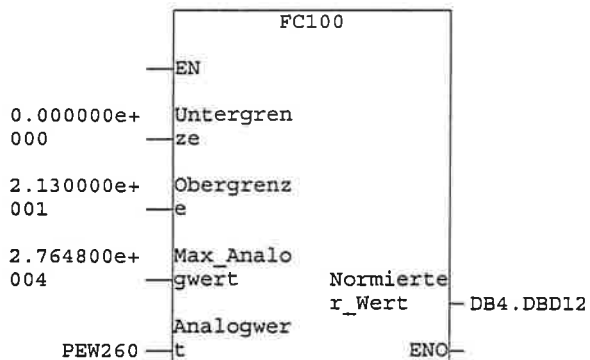 FC100
EN
0.000000e+ Untergren
000 ze
2.130000e+ Obergrenz
001 e
2.764800e+ Max_Analo
004 gwert Normierte
r_Wert DB4.DBD12
Analogwer
PEW260 t ENO